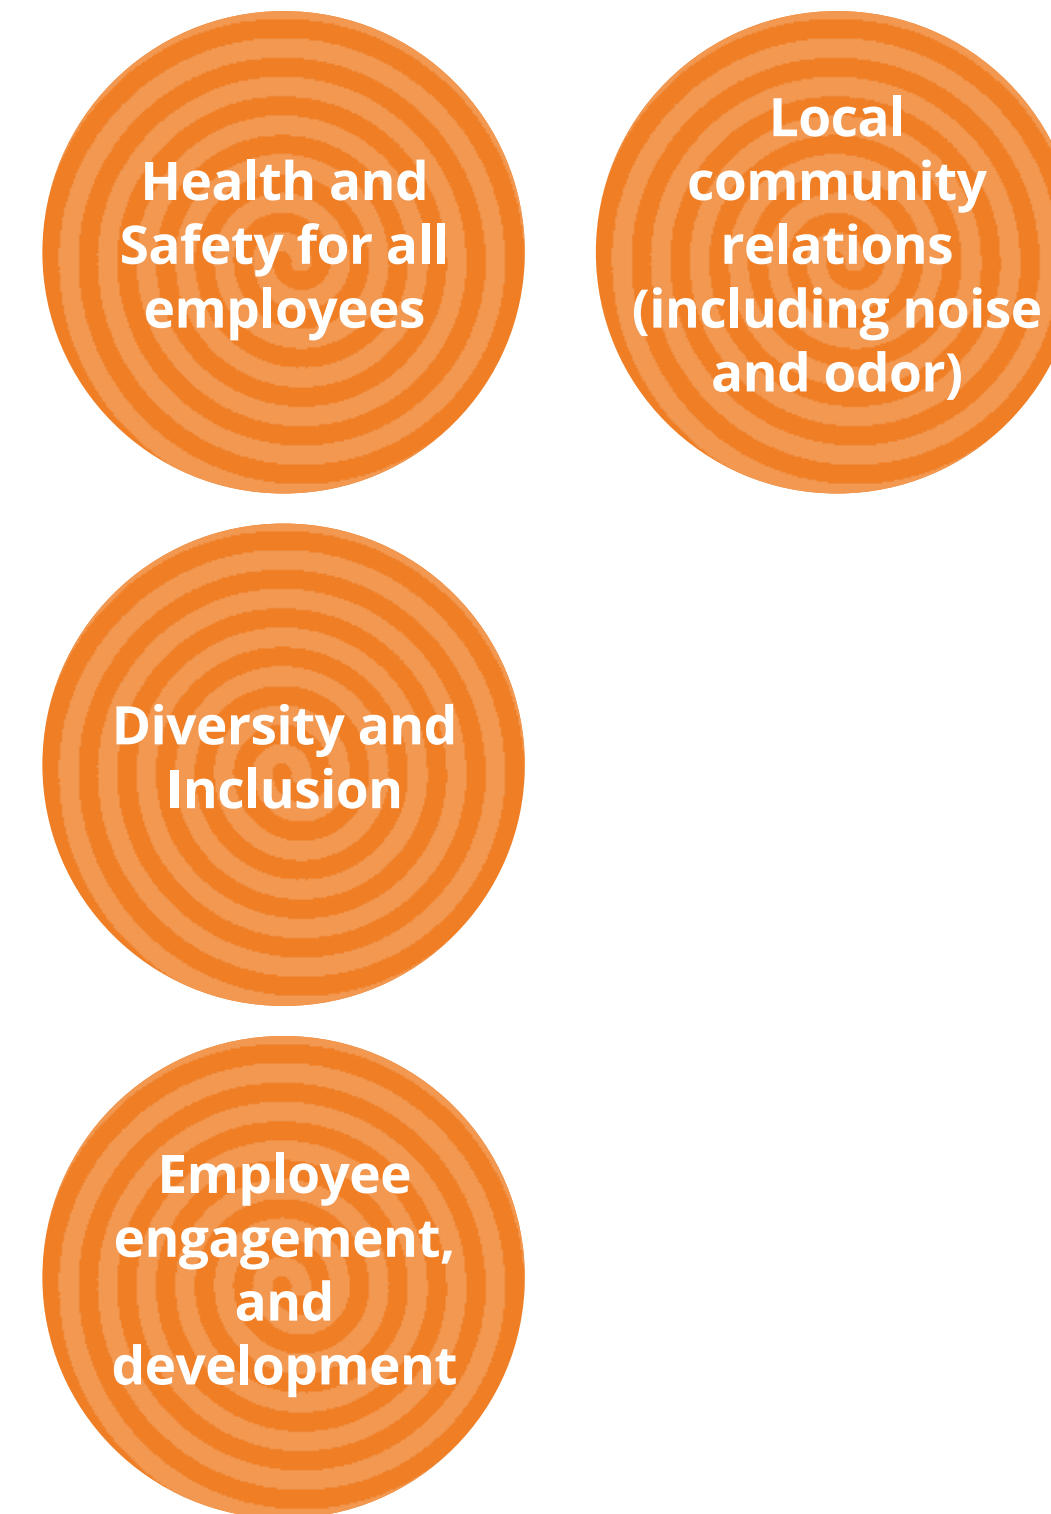 Health and
Safety for all
employees
Local
community
relations
(including noise
and odor)
Diversity and
Inclusion
Employee
engagement,
and
development